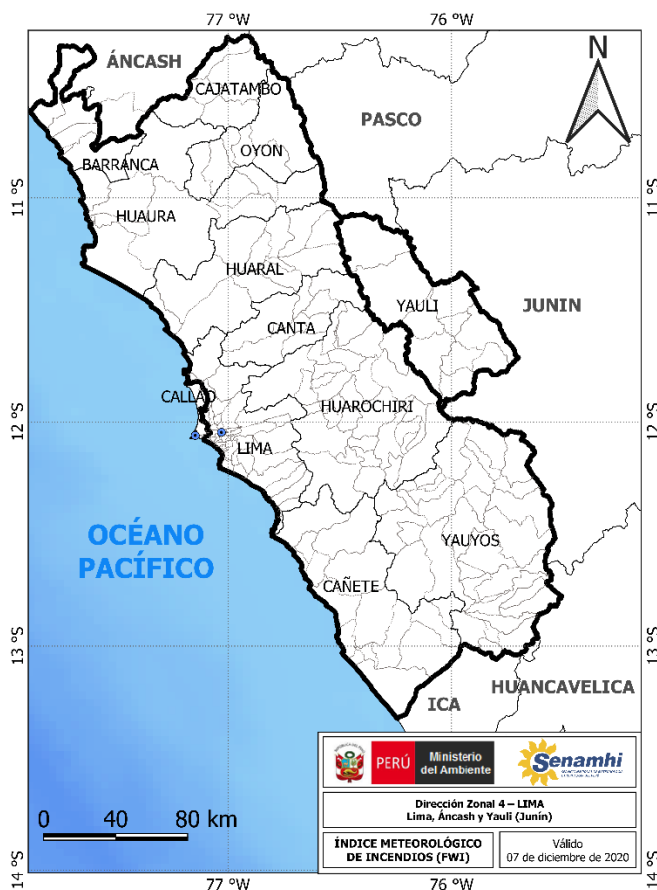 77 °W
76 °W
ÁNCASH
N
CAJATAMBO
PASCO
OYON
BARRANCA
11 °S
11 °S
HUAURA
HUARAL
YAULI
JUNIN
CANTA
CALLAO
HUAROCHIRI
12 °S
12 °S
LIMA
OCÉANO
PACÍFICO
YAUYOS
CAÑETE
13 °S
13 °S
HUANCAVELICA
ICA
PERÚ
Ministerio
del Ambiente
Senamhi
Dirección Zonal 4 – LIMA
Lima, Áncash y Yauli (Junín)
0 40 80 km
ÍNDICE METEOROLÓGICO
DE INCENDIOS (FWI)
Válido
07 de diciembre de 2020
14 °S
14 °S
77 °W
76 °W